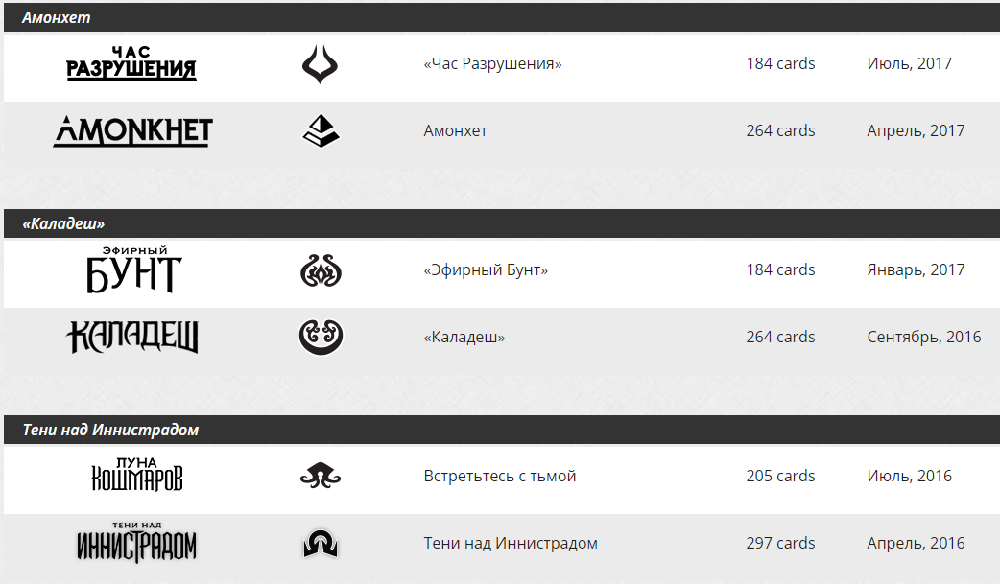 Амонхет
ЧАС
РАЗРУШЕНИЯ
«Час Разрушения»
184 cards
Июль, 2017
AMONKHET
Амонхет
264 cards
Апрель, 2017
«Каладеш»
ЭФИРНЫЙ
БУНТ
«Эфирный Бунт»
184 cards
Январь, 2017
КАЛАДЕШ
«Каладеш»
264 cards
Сентябрь, 2016
Тени над Иннистрадом
ЛУНА
КОШМАРОВ
Встретьтесь с тьмой
205 cards
Июль, 2016
ТЕНИ НАД
ИННИСТРАДОМ
Тени над Иннистрадом
297 cards
Апрель, 2016